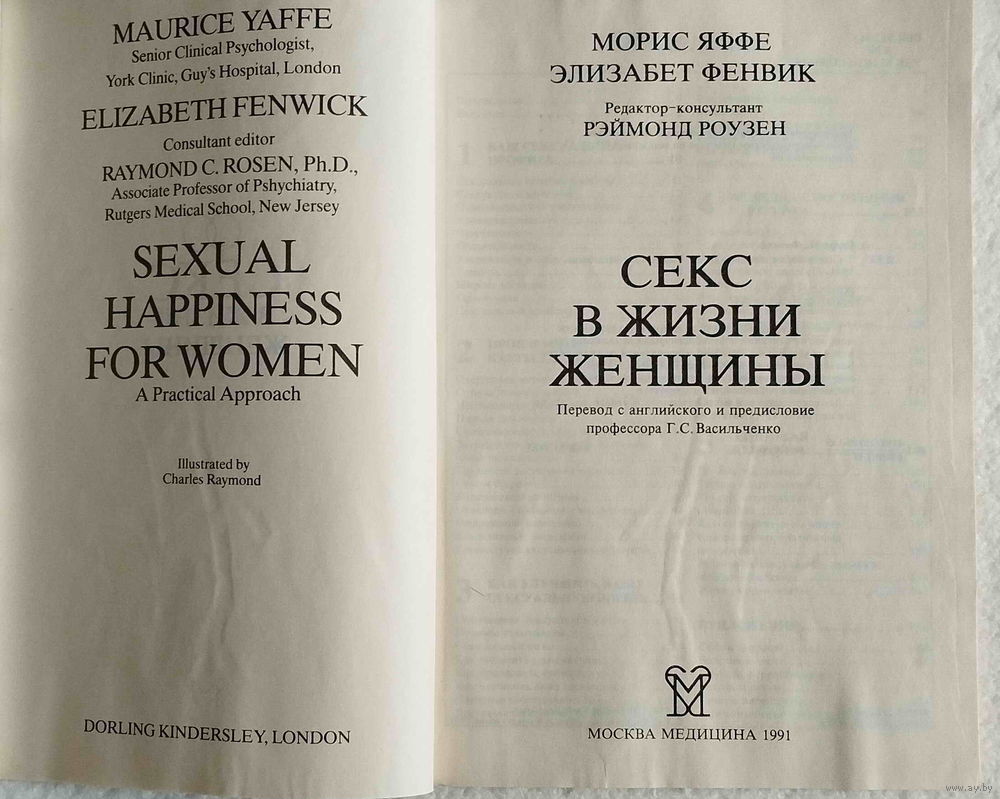 MAURICE YAFFE
Senior Clinical Psychologist,
York Clinic, Guy's Hospital, London
ELIZABETH FENWICK
Consultant editor
RAYMOND C. ROSEN, Ph.D.,
Associate Professor of Pshychiatry,
Rutgers Medical School, New Jersey
SEXUAL
HAPPINESS
FOR WOMEN
A Practical Approach
Illustrated by
Charles Raymond
DORLING KINDERSLEY, LONDON
МОРИС ЯФФЕ
ЭЛИЗАБЕТ ФЕНВИК
Редактор-консультант
РЭЙМОНД РОУЗЕН
СЕКС
В ЖИЗНИ
ЖЕНЩИНЫ
Перевод с английского и предисловие
профессора Г.С. Васильченко
МОСКВА МЕДИЦИНА 1991
www.ay.by